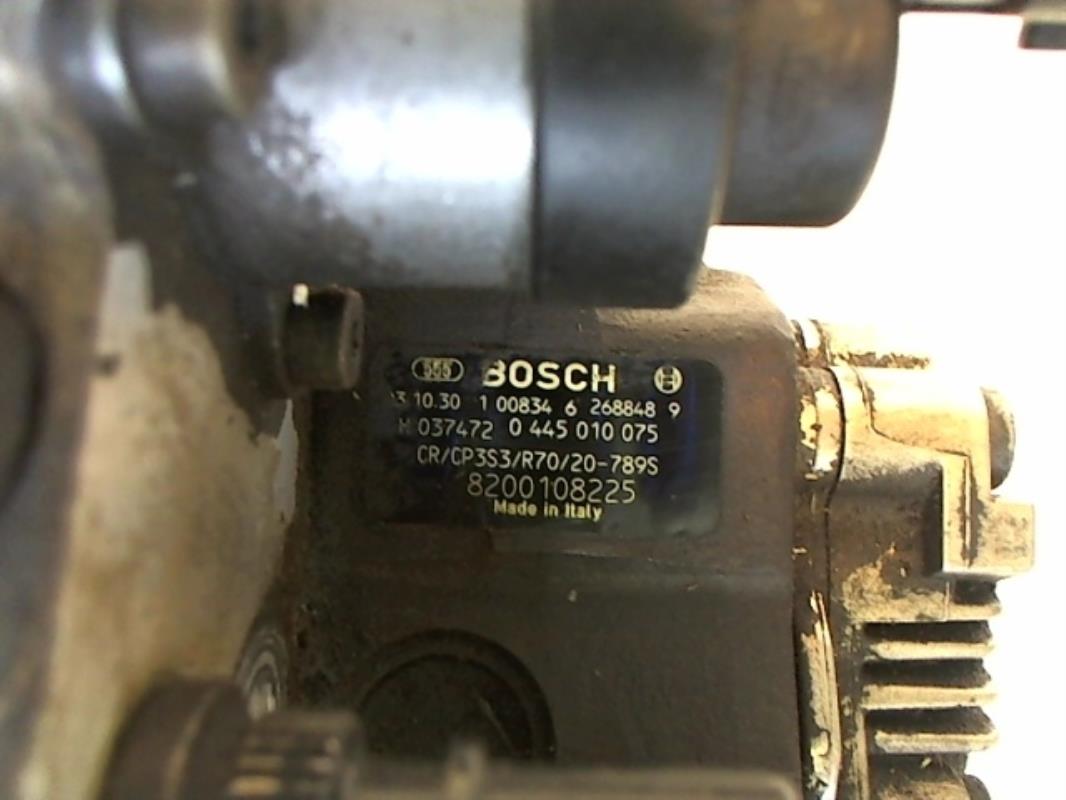 555 BOSCH
3 10.30 1 00834 6 268848 9
037472 0 445 010 075
CR/CP3S3/R70/20-789S
8200108225
Made in Italy